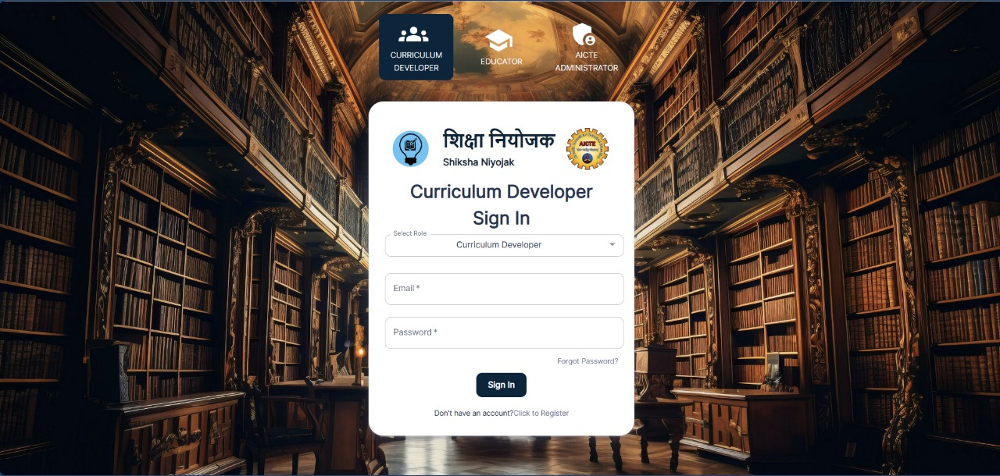 CURRICULUM
DEVELOPER
EDUCATOR
AICTE
ADMINISTRATOR
शिक्षा नियोजक
Shiksha Niyojak
AICTE
Curriculum Developer
Sign In
Select Role
Curriculum Developer
Email *
Password *
Forgot Password?
Sign In
Don't have an account?Click to Register